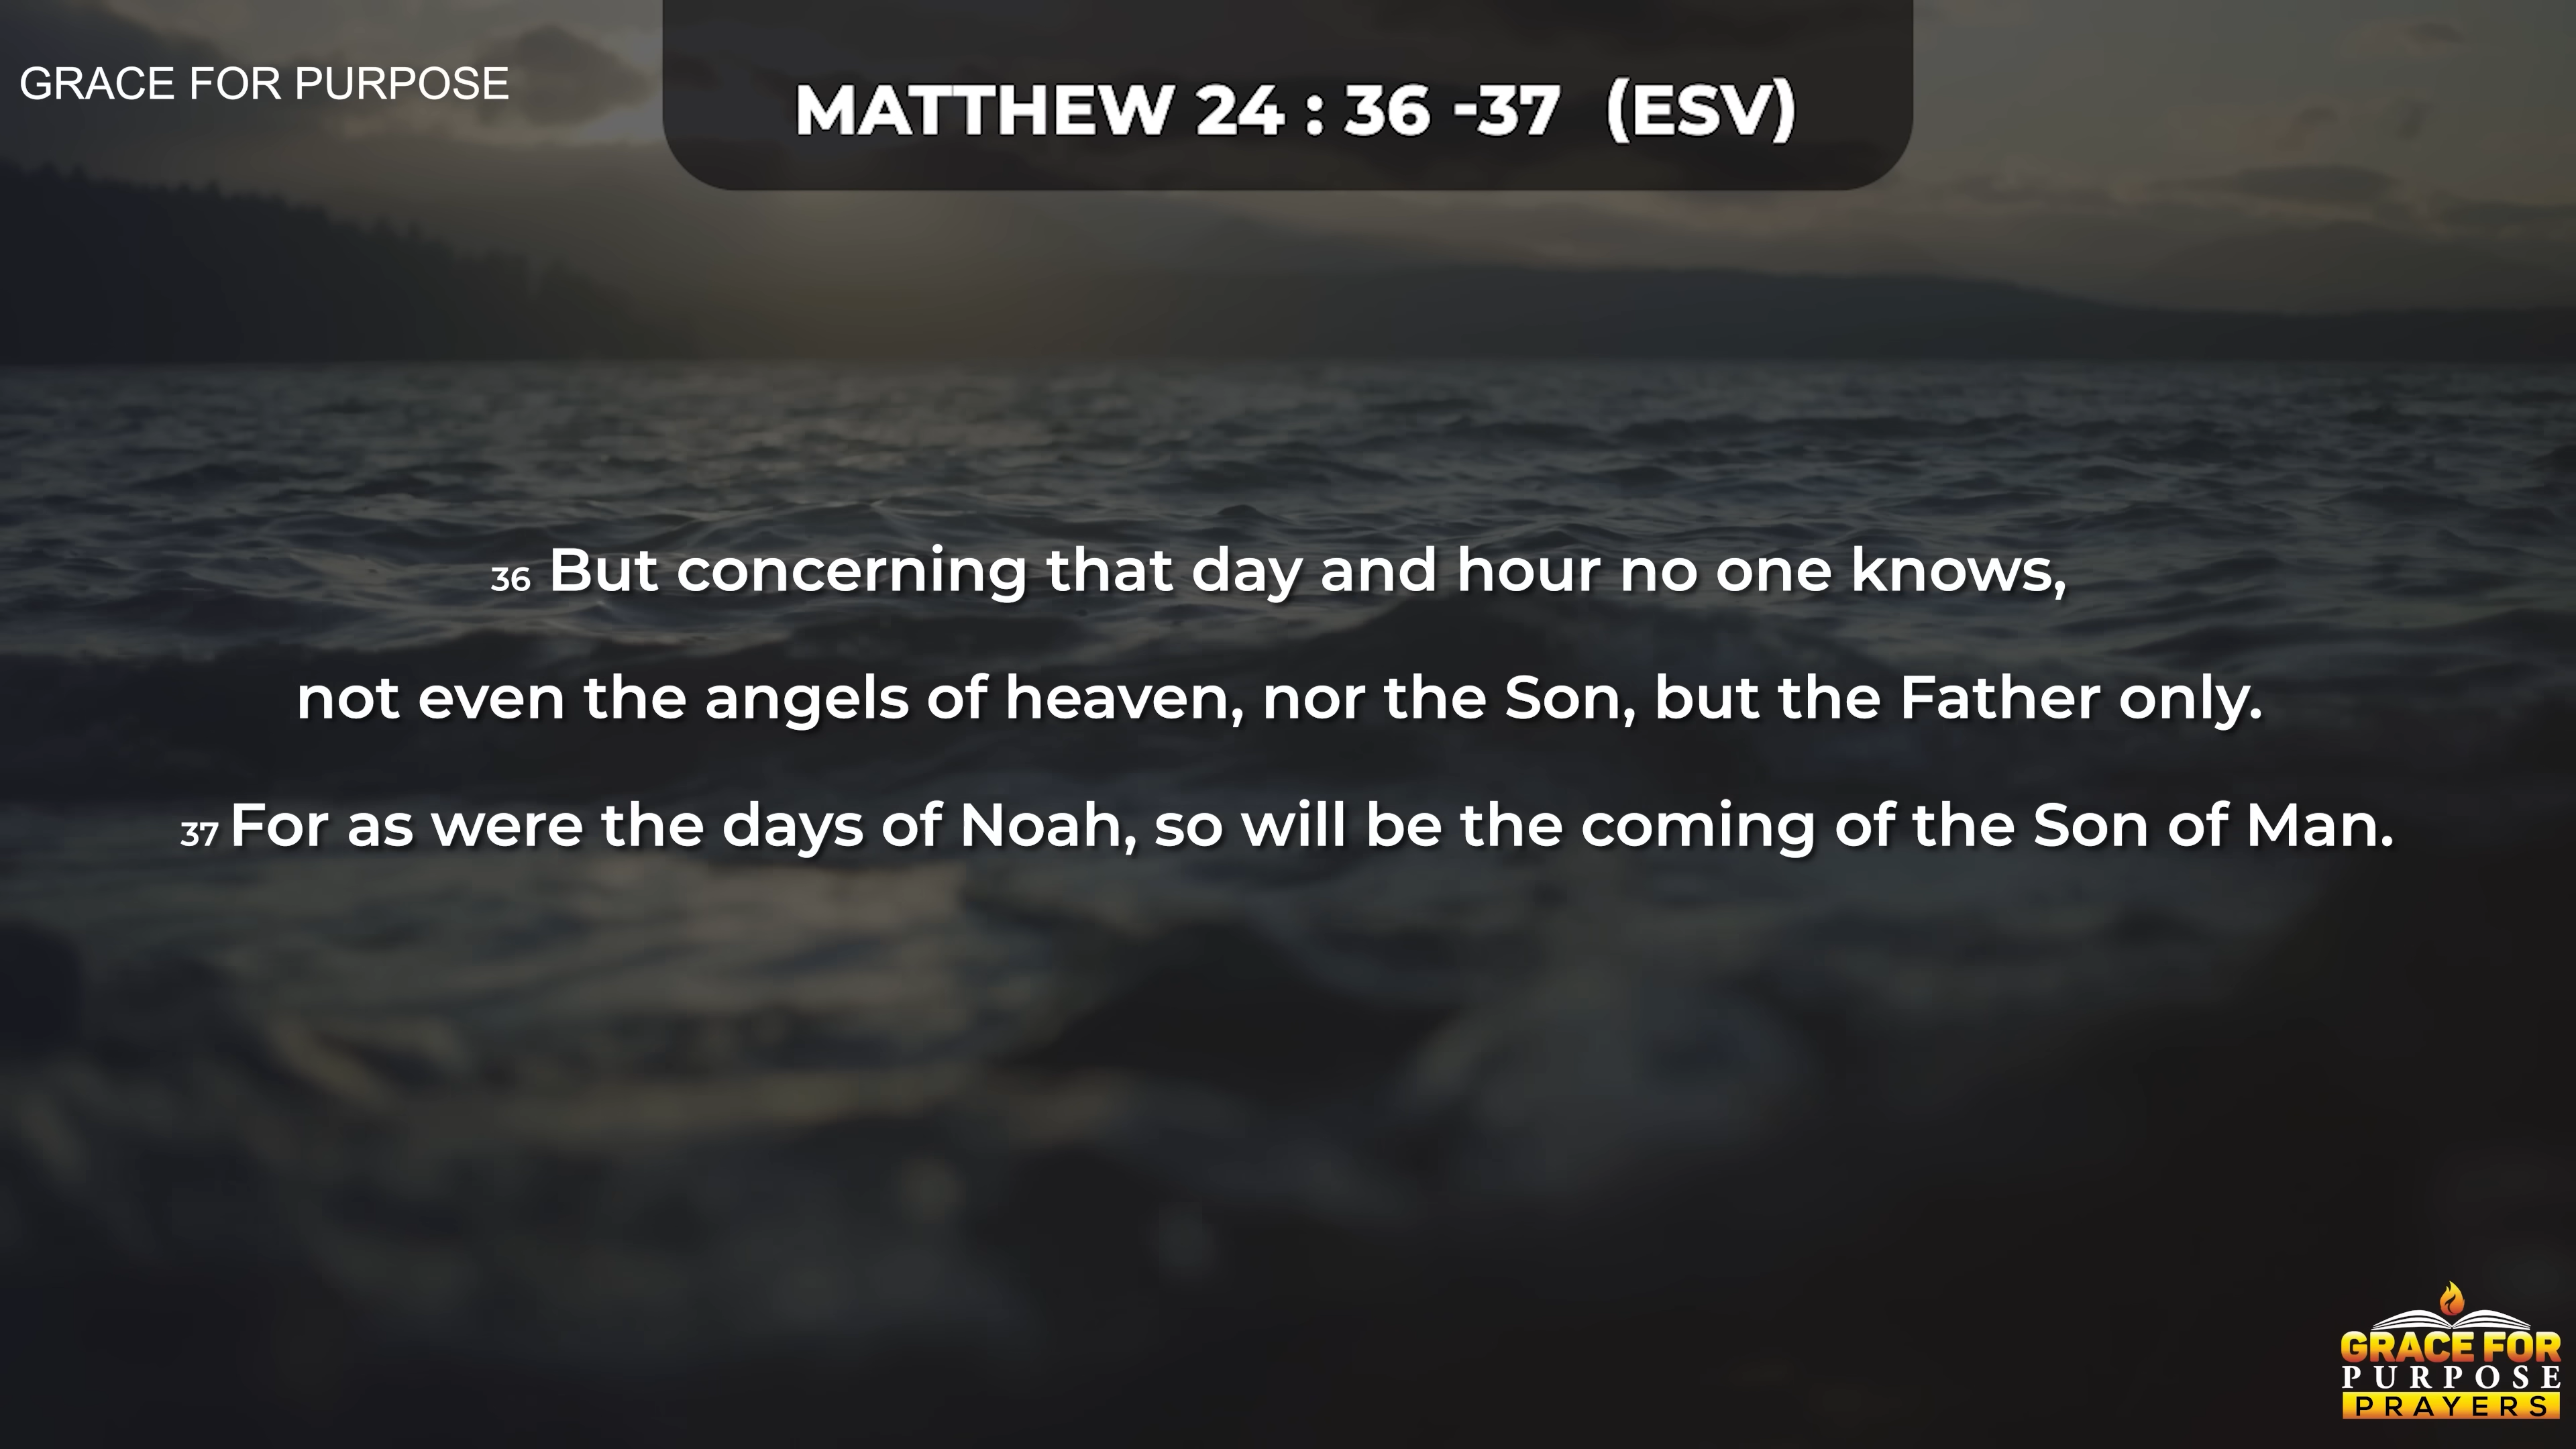 GRACE FOR PURPOSE
MATTHEW 24 : 36 -37 (ESV)
36 But concerning that day and hour no one knows,
not even the angels of heaven, nor the Son, but the Father only.
37 For as were the days of Noah, so will be the coming of the Son of Man.
GRACE FOR
PURPOSE
PRAYERS